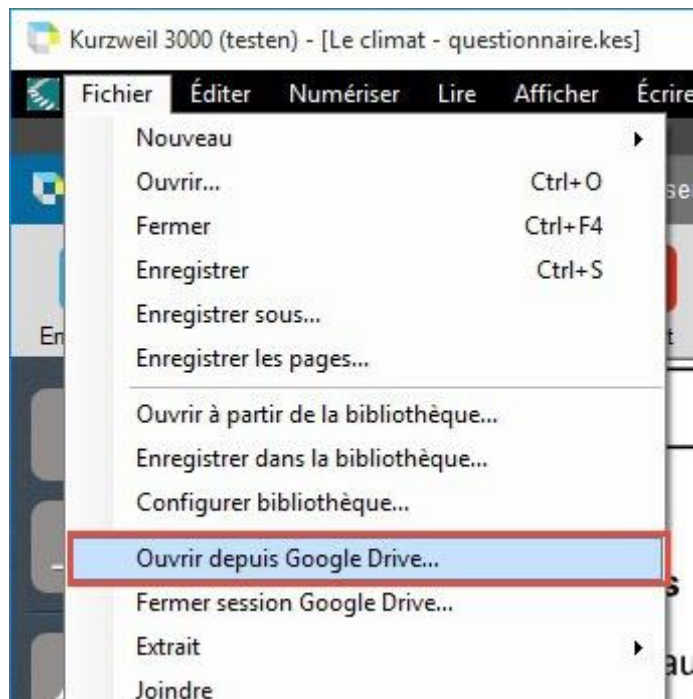 Kurzweil 3000 (testen) - [Le climat - questionnaire.kes]
Fichier Éditer Numériser Lire Afficher Écrire
Nouveau
Ouvrir... Ctrl+O
Fermer Ctrl+F4
Enregistrer Ctrl+S
Enregistrer sous...
Enregistrer les pages...
Ouvrir à partir de la bibliothèque...
Enregistrer dans la bibliothèque...
Configurer bibliothèque...
Ouvrir depuis Google Drive...
Fermer session Google Drive...
Extrait
Joindre